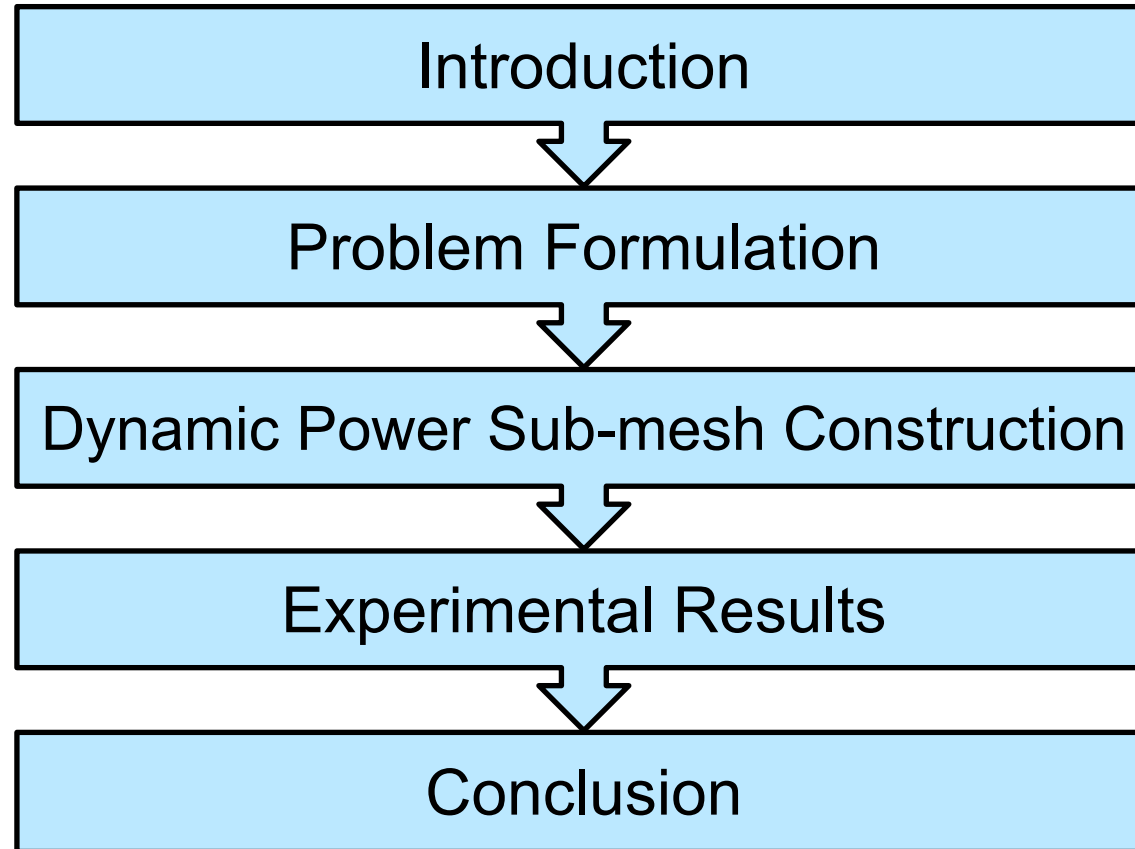 Introduction
Problem Formulation
Dynamic Power Sub-mesh Construction
Experimental Results
Conclusion